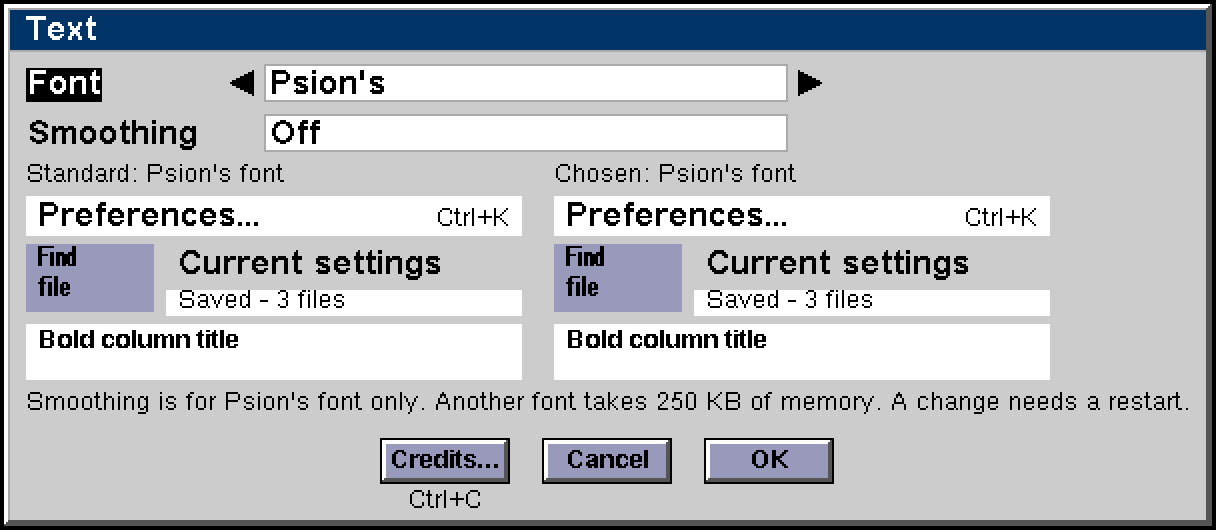 Text
Font Psion's
Smoothing Off
Standard: Psion's font Chosen: Psion's font
Preferences... Ctrl+K Preferences... Ctrl+K
Find Current settings Find Current settings
file Saved - 3 files file Saved - 3 files
Bold column title Bold column title
Smoothing is for Psion's font only. Another font takes 250 KB of memory. A change needs a restart.
Credits... Cancel OK
Ctrl+C